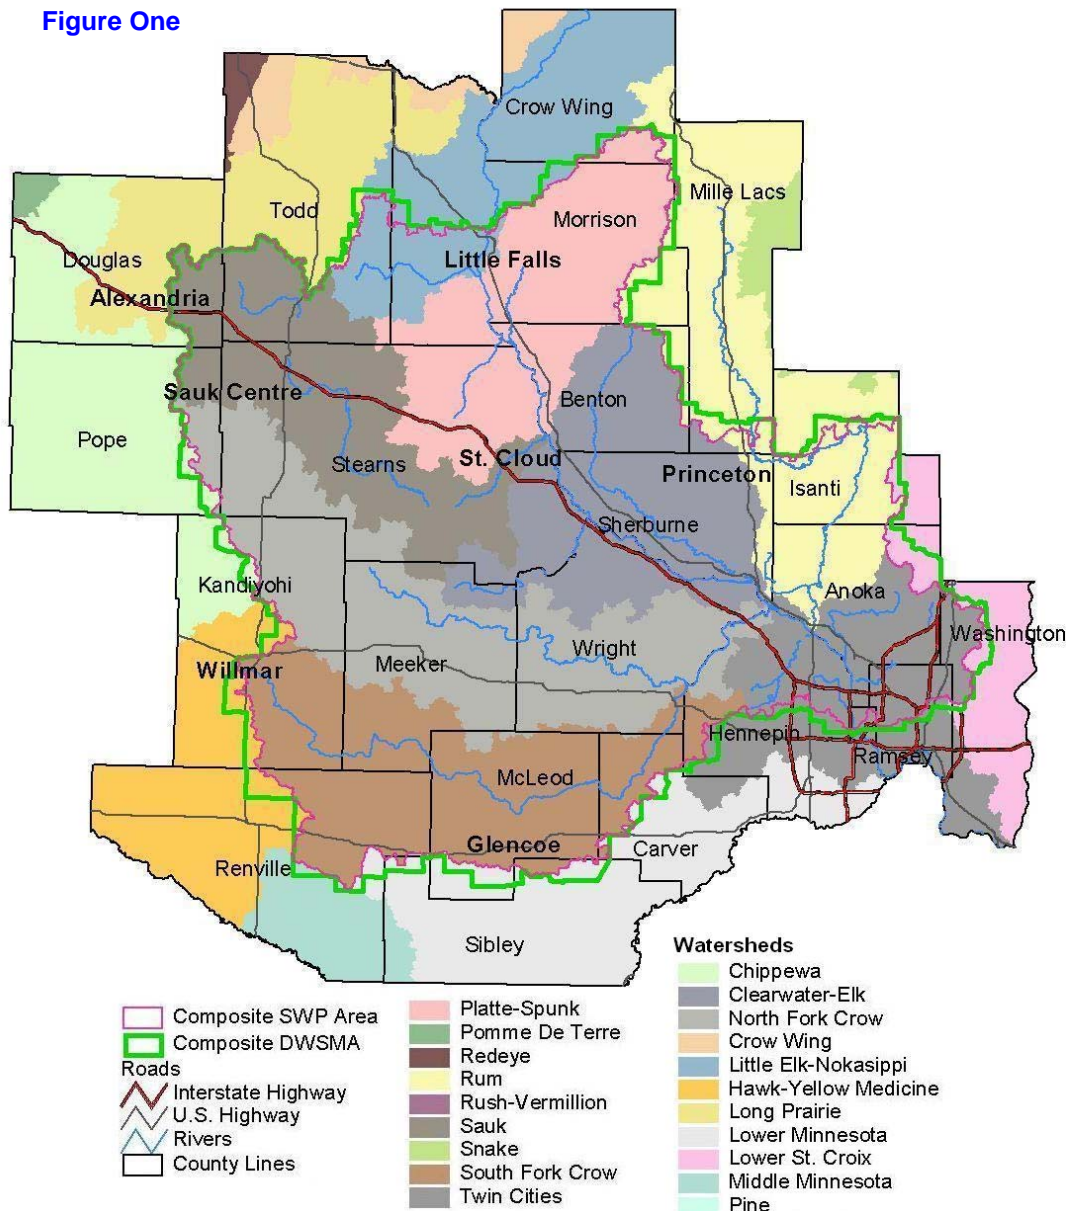 Figure One
Crow Wing
Mille Lacs
Todd
Morrison
Douglas
Little Falls
Alexandria
Sauk Centre
Benton
Pope
Stearns
St. Cloud
Princeton
Isanti
Sherburne
Kandiyohi
Anoka
Washington
Willmar
Meeker
Wright
Hennepin
Ramsey
McLeod
Glencoe
Carver
Renville
Sibley
Composite SWP Area
Composite DWSMA
Roads
Interstate Highway
U.S. Highway
Rivers
County Lines
Platte-Spunk
Pomme De Terre
Redeye
Rum
Rush-Vermillion
Sauk
Snake
South Fork Crow
Twin Cities
Watersheds
Chippewa
Clearwater-Elk
North Fork Crow
Crow Wing
Little Elk-Nokasippi
Hawk-Yellow Medicine
Long Prairie
Lower Minnesota
Lower St. Croix
Middle Minnesota
Pine